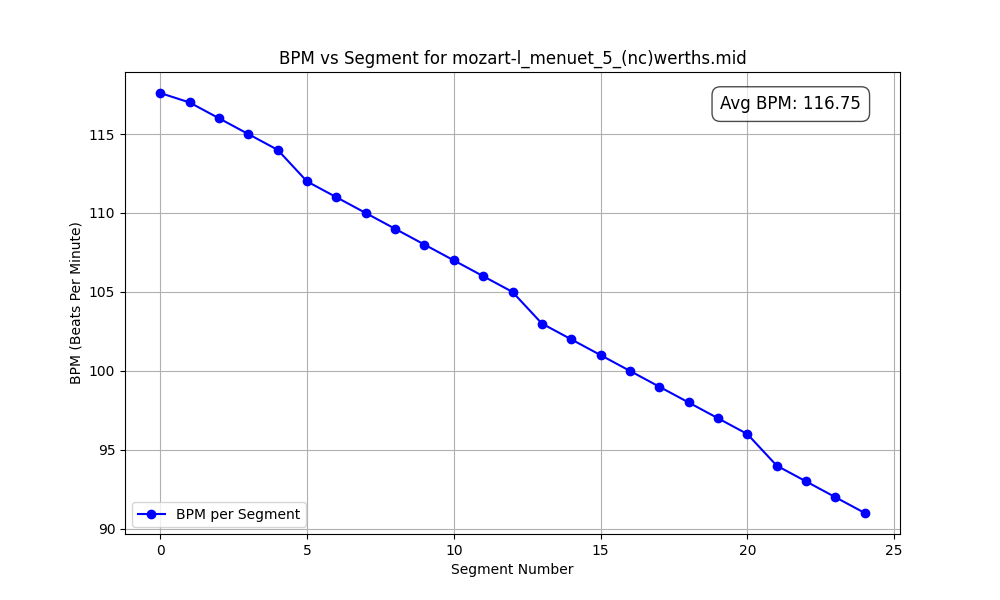 BPM vs Segment for mozart-l_menuet_5_(nc)werths.mid
Avg BPM: 116.75
BPM (Beats Per Minute)
115
110
105
100
95
90
BPM per Segment
0 5 10 15 20 25
Segment Number